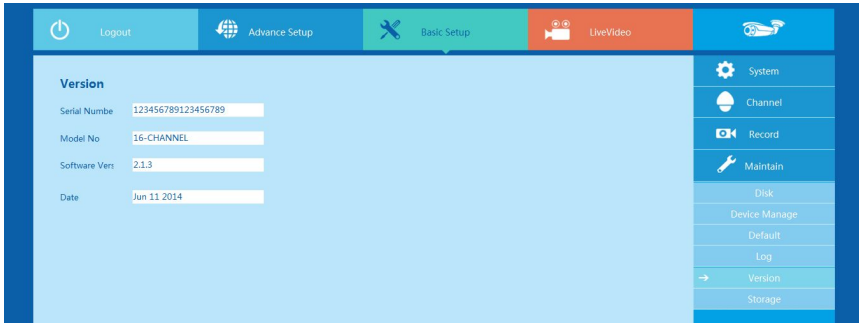 Logout
Advance Setup
Basic Setup
LiveVideo
Version
Serial Numbe
123456789123456789
Model No
16-CHANNEL
Software Vers
2.1.3
Date
Jun 11 2014
System
Channel
Record
Maintain
Disk
Device Manage
Default
Log
Version
Storage